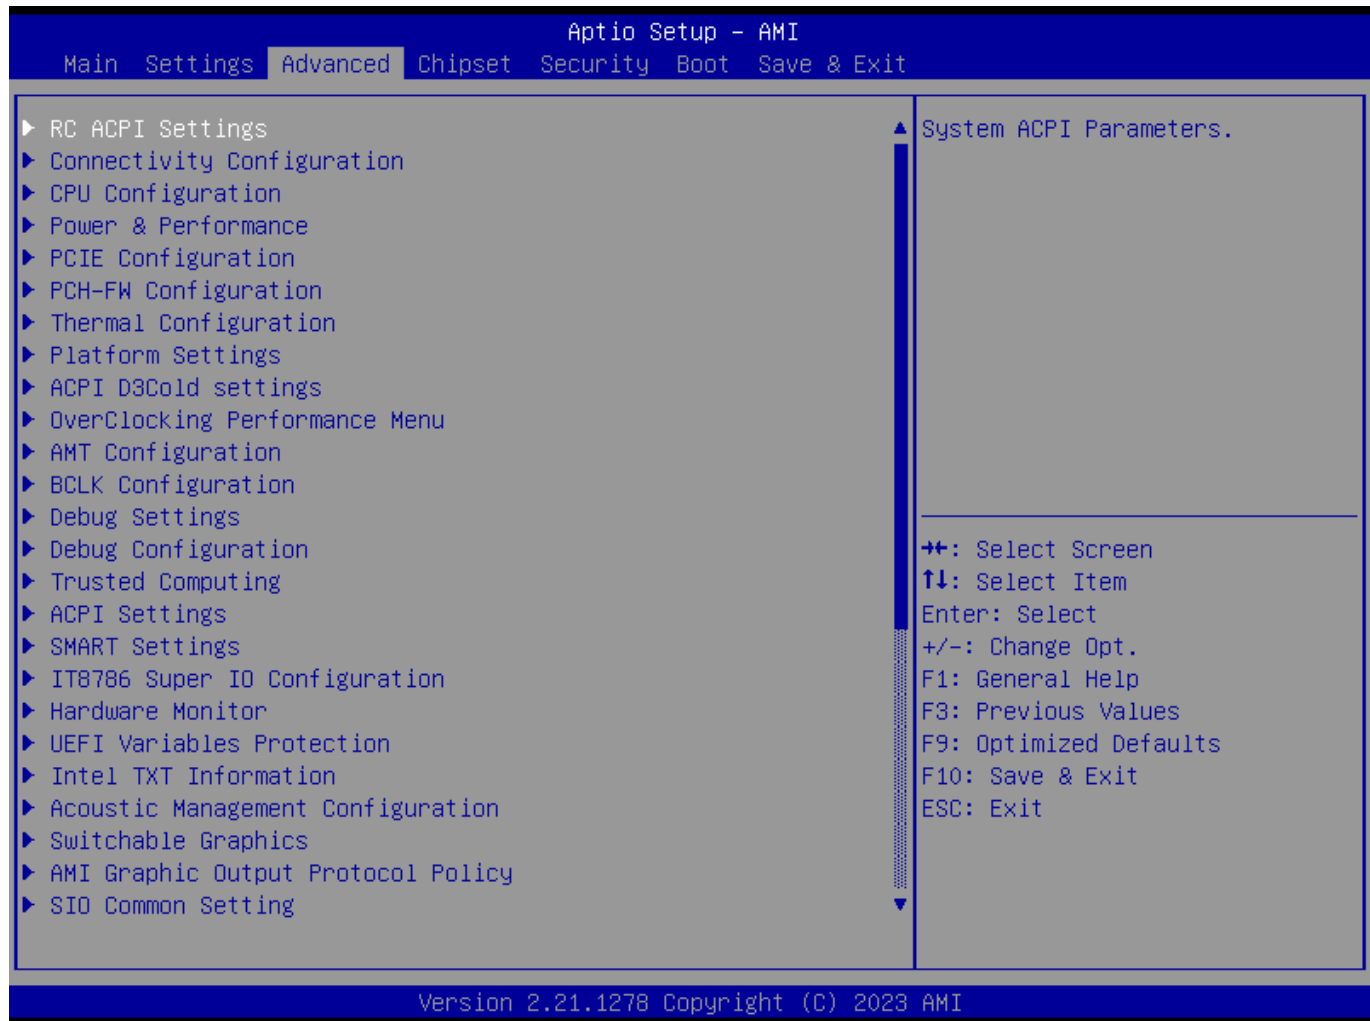 Aptio Setup – AMI
Main Settings Advanced Chipset Security Boot Save & Exit
RC ACPI Settings
Connectivity Configuration
CPU Configuration
Power & Performance
PCIE Configuration
PCH-FW Configuration
Thermal Configuration
Platform Settings
ACPI D3Cold settings
OverClocking Performance Menu
AMT Configuration
BCLK Configuration
Debug Settings
Debug Configuration
Trusted Computing
ACPI Settings
SMART Settings
IT8786 Super IO Configuration
Hardware Monitor
UEFI Variables Protection
Intel TXT Information
Acoustic Management Configuration
Switchable Graphics
AMI Graphic Output Protocol Policy
SIO Common Setting
System ACPI Parameters.
→←: Select Screen
↑↓: Select Item
Enter: Select
+/-: Change Opt.
F1: General Help
F3: Previous Values
F9: Optimized Defaults
F10: Save & Exit
ESC: Exit
Version 2.21.1278 Copyright (C) 2023 AMI